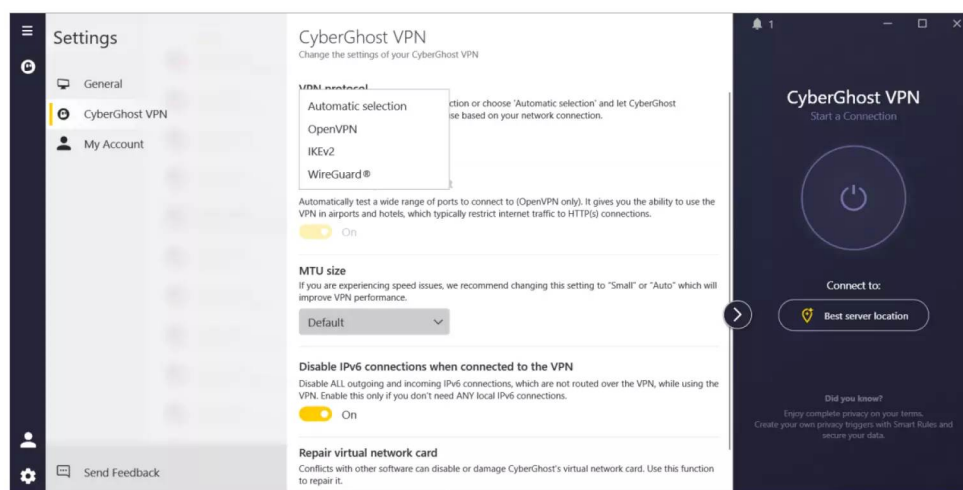 Settings
General
CyberGhost VPN
My Account
Send Feedback
CyberGhost VPN
Change the settings of your CyberGhost VPN
VPN protocol
Automatic selection
OpenVPN
IKEv2
WireGuard®
ction or choose 'Automatic selection' and let CyberGhost
se based on your network connection.
Automatically test a wide range of ports to connect to (OpenVPN only). It gives you the ability to use the
VPN in airports and hotels, which typically restrict internet traffic to HTTP(s) connections.
On
MTU size
If you are experiencing speed issues, we recommend changing this setting to "Small" or "Auto" which will
improve VPN performance.
Default
Disable IPv6 connections when connected to the VPN
Disable ALL outgoing and incoming IPv6 connections, which are not routed over the VPN, while using the
VPN. Enable this only if you don't need ANY local IPv6 connections.
On
Repair virtual network card
Conflicts with other software can disable or damage CyberGhost's virtual network card. Use this function
to repair it.
1
CyberGhost VPN
Start a Connection
Connect to:
Best server location
Did you know?
Enjoy complete privacy on your terms.
Create your own privacy triggers with Smart Rules and
secure your data.